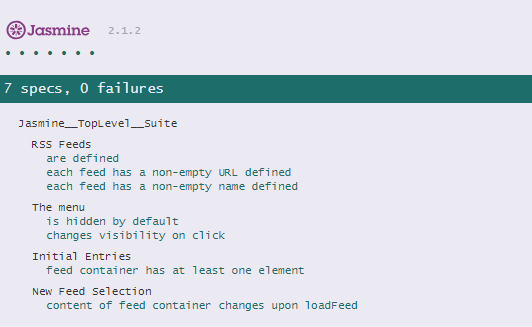 Jasmine 2.1.2
• • • • • • •
7 specs, 0 failures
Jasmine__TopLevel__Suite
RSS Feeds
are defined
each feed has a non-empty URL defined
each feed has a non-empty name defined
The menu
is hidden by default
changes visibility on click
Initial Entries
feed container has at least one element
New Feed Selection
content of feed container changes upon loadFeed